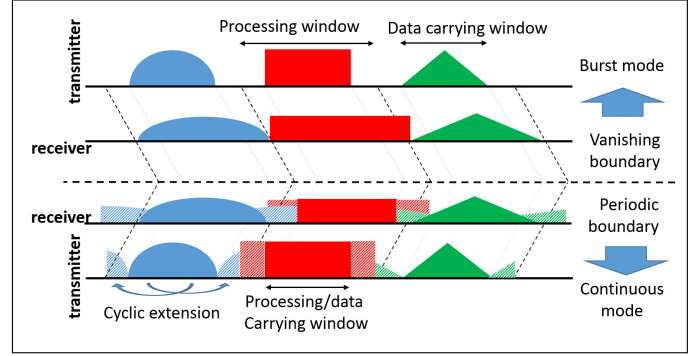 Processing window
Data carrying window
transmitter
Burst mode
receiver
Vanishing
boundary
receiver
Periodic
boundary
transmitter
Cyclic extension
Processing/data
Carrying window
Continuous
mode